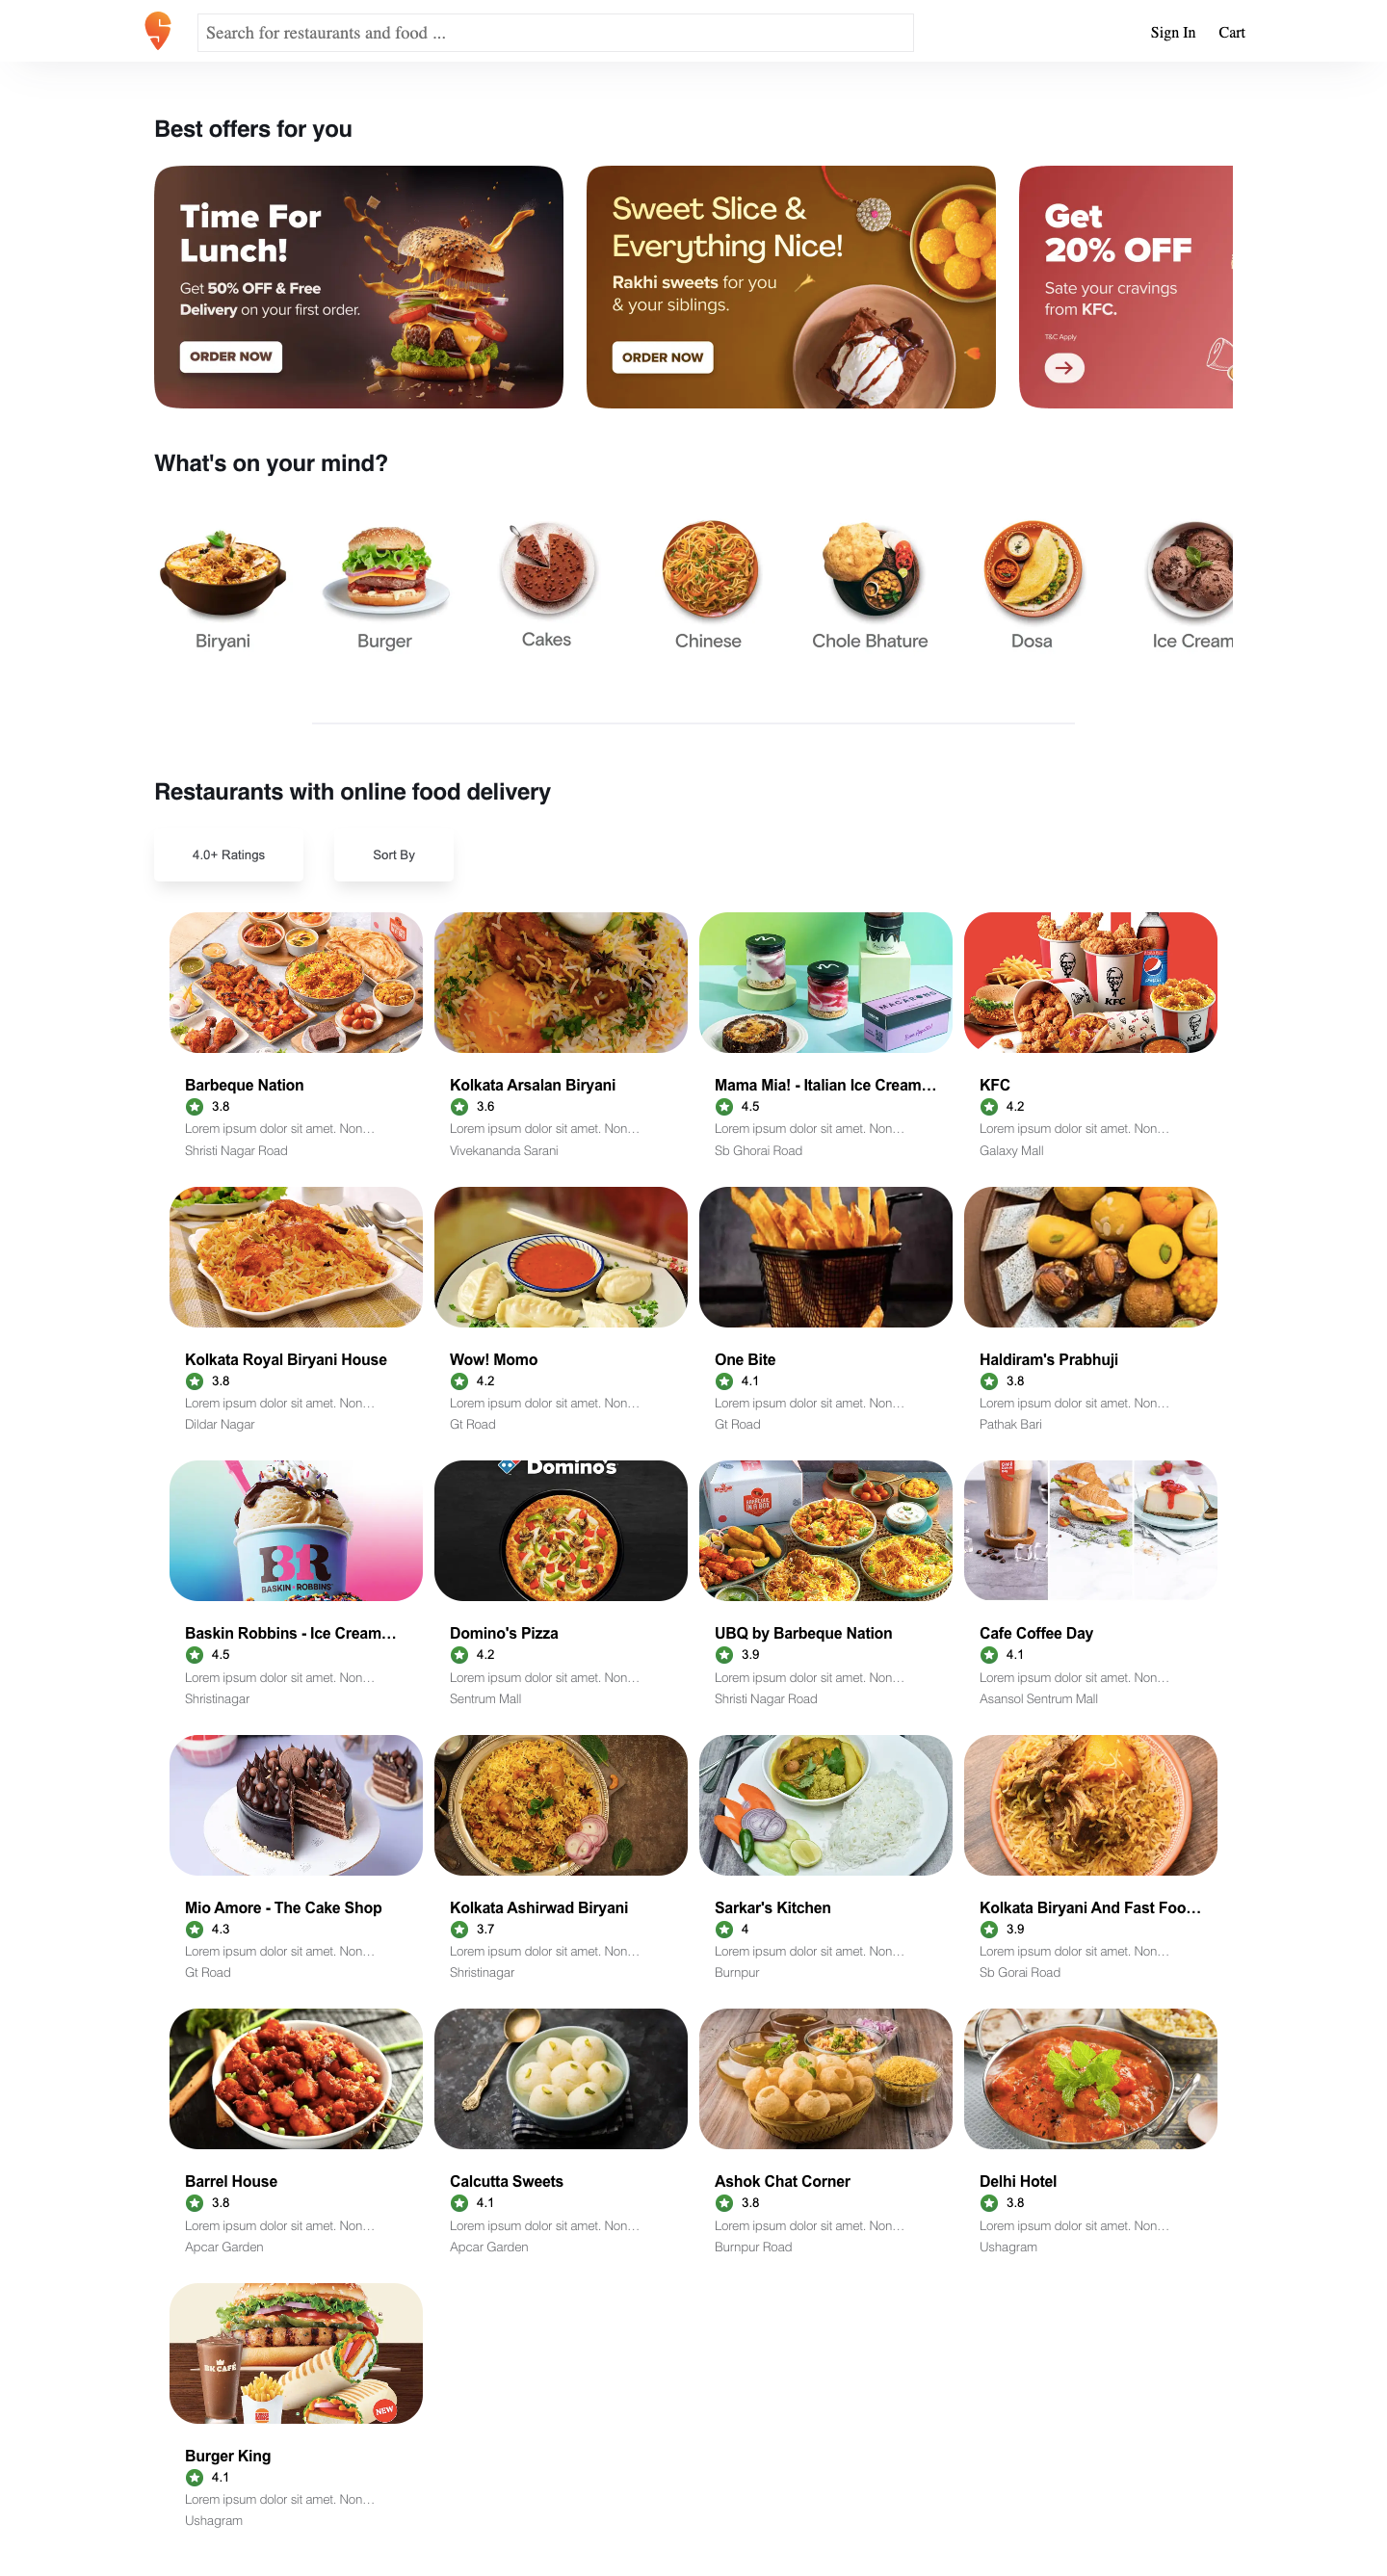 Search for restaurants and food ...
Sign In
Cart
Best offers for you
Time For
Lunch!
Get 50% OFF & Free
Delivery on your first order.
ORDER NOW
Sweet Slice &
Everything Nice!
Rakhi sweets for you
& your siblings.
ORDER NOW
Get
20% OFF
Sate your cravings
from KFC.
T&C Apply
What's on your mind?
Biryani
Burger
Cakes
Chinese
Chole Bhature
Dosa
Ice Cream
Restaurants with online food delivery
4.0+ Ratings
Sort By
MACARONS
KFC
KFC
pepsi
Barbeque Nation
3.8
Lorem ipsum dolor sit amet. Non...
Shristi Nagar Road
Kolkata Arsalan Biryani
3.6
Lorem ipsum dolor sit amet. Non...
Vivekananda Sarani
Mama Mia! - Italian Ice Cream...
4.5
Lorem ipsum dolor sit amet. Non...
Sb Ghorai Road
KFC
4.2
Lorem ipsum dolor sit amet. Non...
Galaxy Mall
Kolkata Royal Biryani House
3.8
Lorem ipsum dolor sit amet. Non...
Dildar Nagar
Wow! Momo
4.2
Lorem ipsum dolor sit amet. Non...
Gt Road
One Bite
4.1
Lorem ipsum dolor sit amet. Non...
Gt Road
Haldiram's Prabhuji
3.8
Lorem ipsum dolor sit amet. Non...
Pathak Bari
BR
BASKIN ROBBINS
Domino's
Baskin Robbins - Ice Cream...
4.5
Lorem ipsum dolor sit amet. Non...
Shristinagar
Domino's Pizza
4.2
Lorem ipsum dolor sit amet. Non...
Sentrum Mall
UBQ by Barbeque Nation
3.9
Lorem ipsum dolor sit amet. Non...
Shristi Nagar Road
Cafe Coffee Day
4.1
Lorem ipsum dolor sit amet. Non...
Asansol Sentrum Mall
Mio Amore - The Cake Shop
4.3
Lorem ipsum dolor sit amet. Non...
Gt Road
Kolkata Ashirwad Biryani
3.7
Lorem ipsum dolor sit amet. Non...
Shristinagar
Sarkar's Kitchen
4
Lorem ipsum dolor sit amet. Non...
Burnpur
Kolkata Biryani And Fast Foo...
3.9
Lorem ipsum dolor sit amet. Non...
Sb Gorai Road
Barrel House
3.8
Lorem ipsum dolor sit amet. Non...
Apcar Garden
Calcutta Sweets
4.1
Lorem ipsum dolor sit amet. Non...
Apcar Garden
Ashok Chat Corner
3.8
Lorem ipsum dolor sit amet. Non...
Burnpur Road
Delhi Hotel
3.8
Lorem ipsum dolor sit amet. Non...
Ushagram
BK CAFÉ
NEW
Burger King
4.1
Lorem ipsum dolor sit amet. Non...
Ushagram